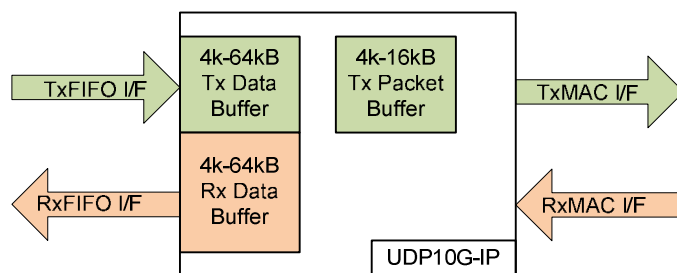 TxFIFO I/F
4k-64kB
Tx Data
Buffer
4k-16kB
Tx Packet
Buffer
TxMAC I/F
RxFIFO I/F
4k-64kB
Rx Data
Buffer
RxMAC I/F
UDP10G-IP